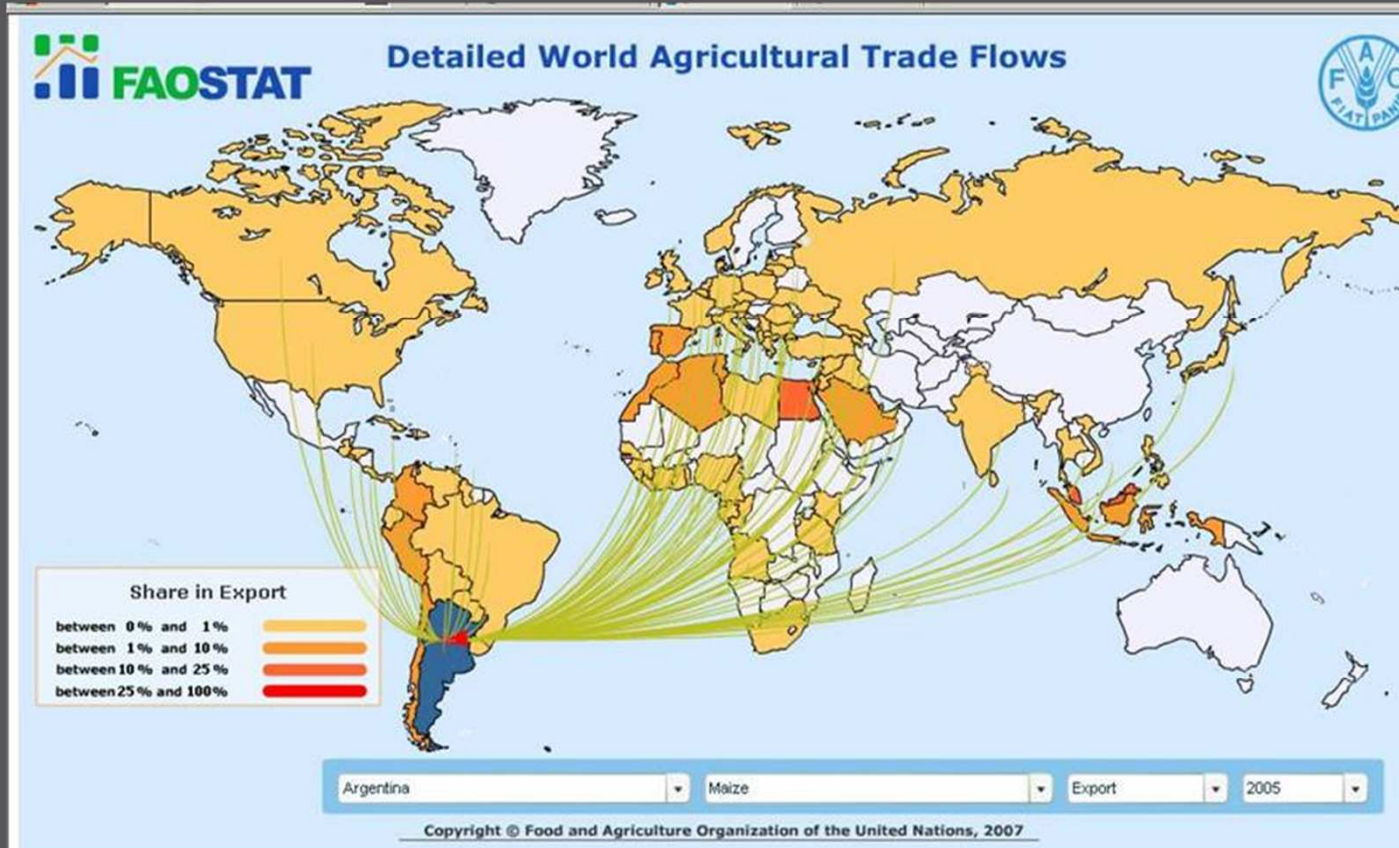 FAOSTAT
Detailed World Agricultural Trade Flows
F A
FIAT PAN
Share in Export
between 0% and 1%
between 1% and 10%
between 10% and 25%
between 25% and 100%
Argentina
Maize
Export
2005
Copyright © Food and Agriculture Organization of the United Nations, 2007